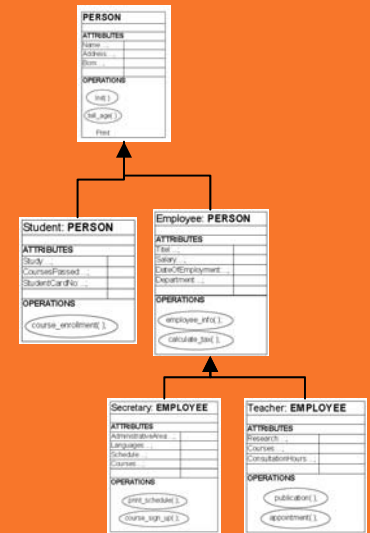 PERSON
ATTRIBUTES
Name ...;
Address ...;
Born ...;
OPERATIONS
Init( )
tell_age( )
Print
Student: PERSON
ATTRIBUTES
Study ...;
CoursesPassed ...;
StudentCardNo ...;
OPERATIONS
course_enrollment( ),
Employee: PERSON
ATTRIBUTES
Titel ...;
Salary ...;
DateOfEmployment ...;
Department ...;
OPERATIONS
employee_info( ),
calculate_tax( ),
Secretary: EMPLOYEE
ATTRIBUTES
AdministrativeArea ...;
Languages ...;
Schedule ...;
Courses ...;
OPERATIONS
print_schedule( ),
course_sign_up( ),
Teacher: EMPLOYEE
ATTRIBUTES
Research ...;
Courses ...;
ConsultationHours ...;
OPERATIONS
publication( ),
appointment( ),